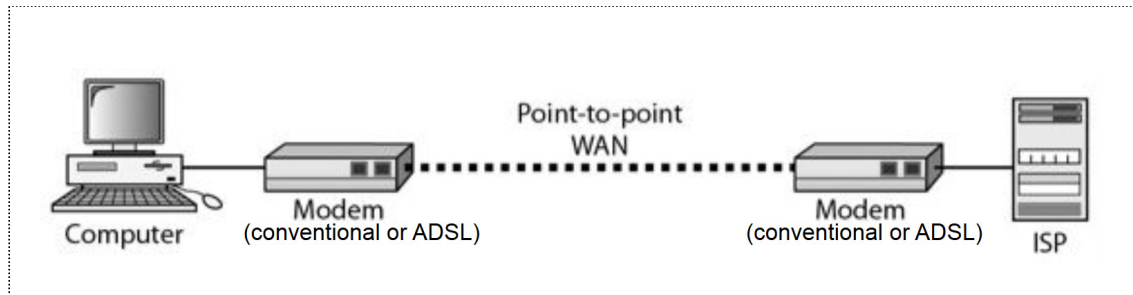 Point-to-point
WAN
Computer
Modem
(conventional or ADSL)
Modem
(conventional or ADSL)
ISP